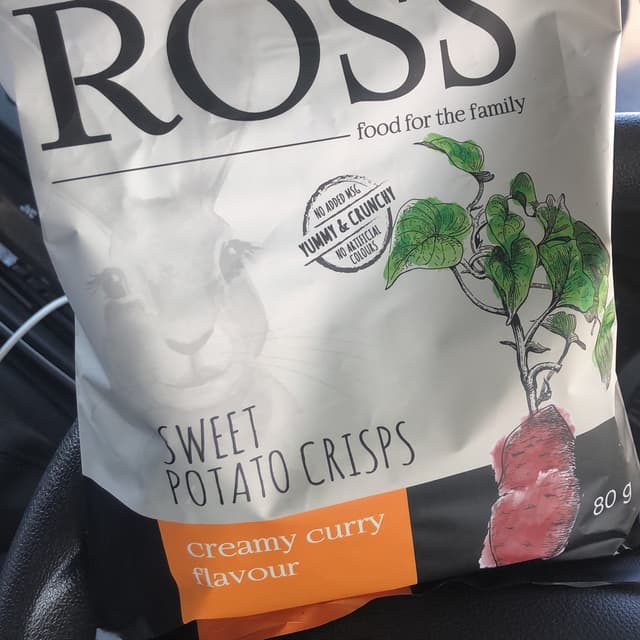 ROSS
food for the family
NO ADDED MSG
YUMMY & CRUNCHY
NO ARTIFICIAL
COLOURS
SWEET
POTATO CRISPS
creamy curry
flavour
80 g